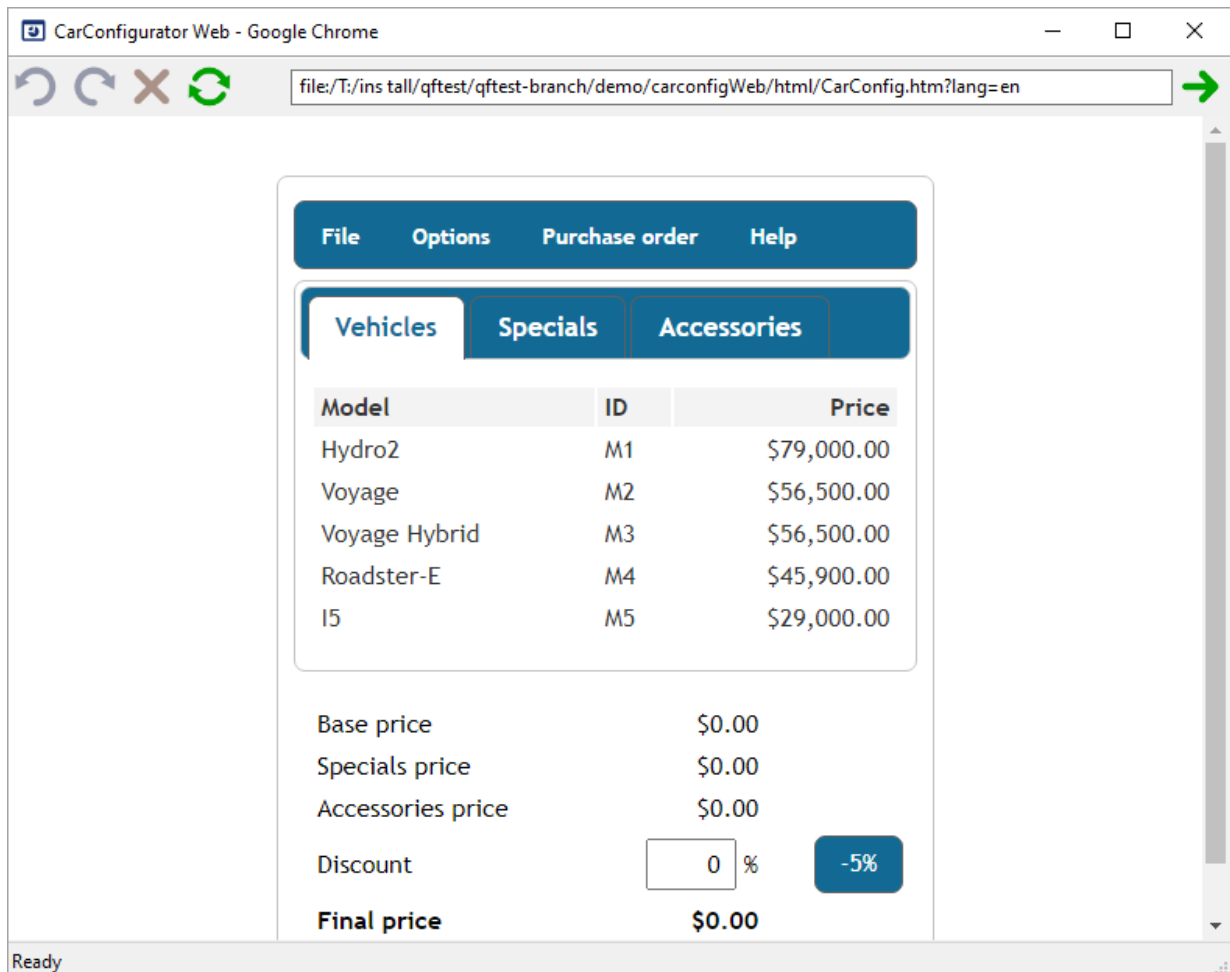 CarConfigurator Web - Google Chrome
file:/T:/ins tall/qftest/qftest-branch/demo/carconfigWeb/html/CarConfig.htm?lang=en
File Options Purchase order Help
Vehicles Specials Accessories
Model ID Price
Hydro2 M1 $79,000.00
Voyage M2 $56,500.00
Voyage Hybrid M3 $56,500.00
Roadster-E M4 $45,900.00
I5 M5 $29,000.00
Base price $0.00
Specials price $0.00
Accessories price $0.00
Discount 0 % -5%
Final price $0.00
Ready